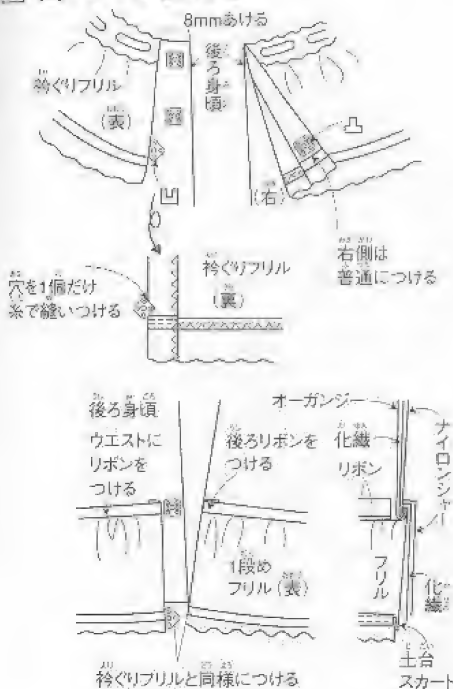 8mmあける
後ろ身頃
衿ぐりフリル
(表)
凸
凹
(右)
右側は
普通につける
穴を1個だけ
糸で縫いつける
衿ぐりフリル
(裏)
後ろ身頃
ウエストに
リボンを
つける
後ろリボンを
つける
オーガンジー
化繊
リボン
ナイロンシャー
1段め
フリル(表)
フリル
化繊
土台
スカート
衿ぐりフリルと同様につける